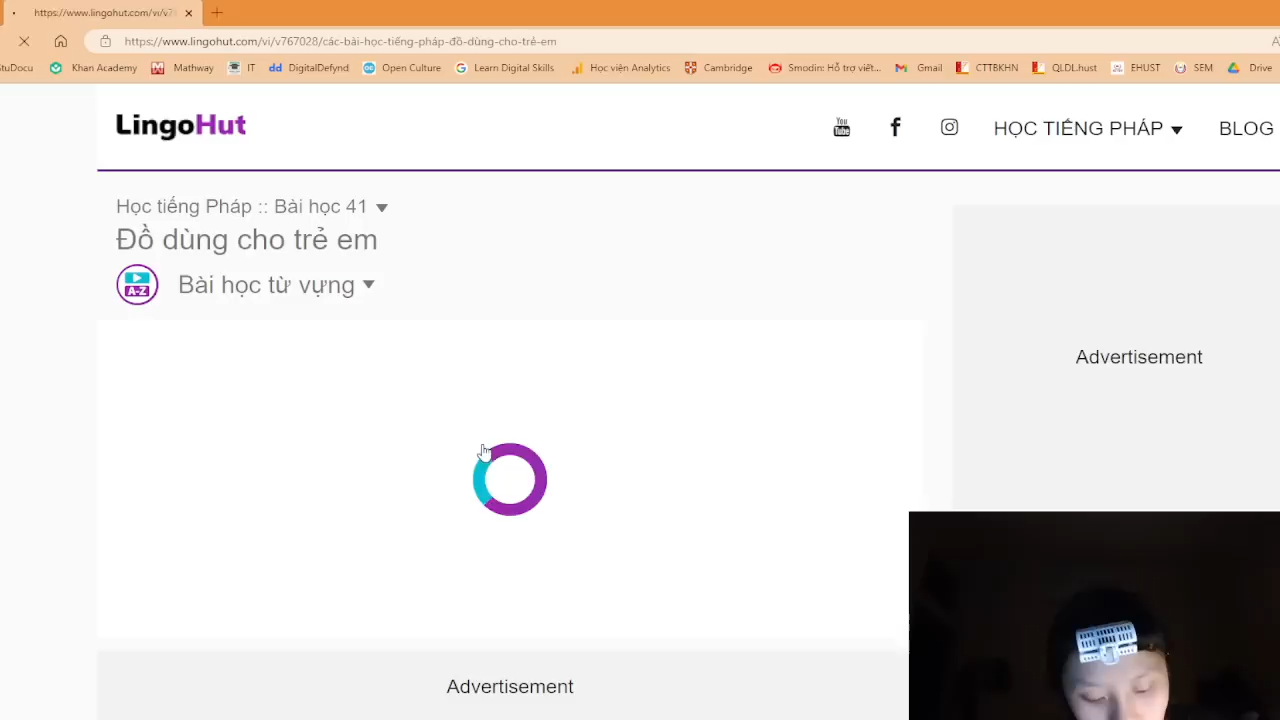 https://www.lingohut.com/vi/v7
https://www.lingohut.com/vi/v767028/các-bài-học-tiếng-pháp-đồ-dùng-cho-trẻ-em
StuDocu Khan Academy Mathway IT DigitalDefynd Open Culture Learn Digital Skills Học viện Analytics Cambridge Smodin: Hỗ trợ viết... Gmail CTTBKHN QLDL.hust EHUST SEM Drive
LingoHut
You Tube
HỌC TIẾNG PHÁP
BLOG
Học tiếng Pháp :: Bài học 41
Đồ dùng cho trẻ em
A-Z
Bài học từ vựng
Advertisement
Advertisement